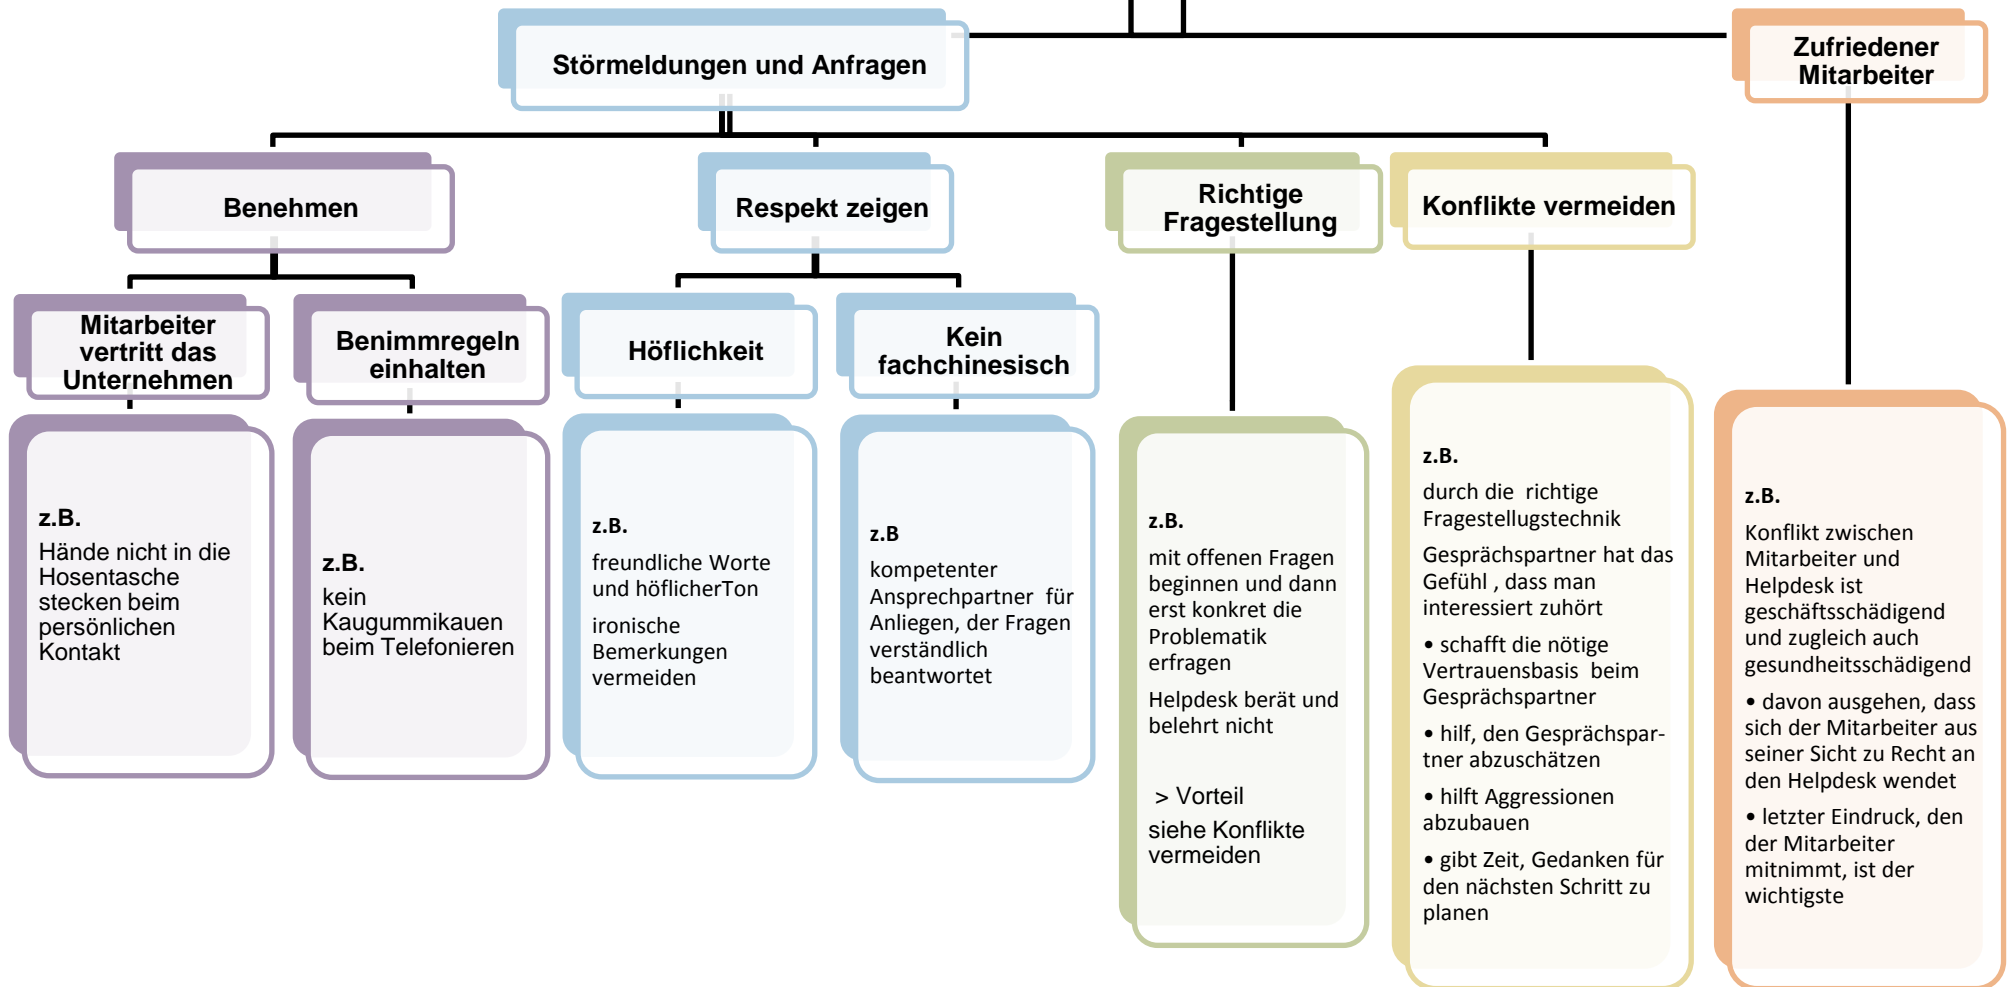 Störmeldungen und Anfragen
Zufriedener
Mitarbeiter
Benehmen
Respekt zeigen
Richtige
Fragestellung
Konflikte vermeiden
Mitarbeiter
vertritt das
Unternehmen
Benimmregeln
einhalten
Höflichkeit
Kein
fachchinesisch
z.B.
Hände nicht in die
Hosentasche
stecken beim
persönlichen
Kontakt
z.B.
kein
Kaugummikauen
beim Telefonieren
z.B.
freundliche Worte
und höflicherTon
ironische
Bemerkungen
vermeiden
z.B
kompetenter
Ansprechpartner für
Anliegen, der Fragen
verständlich
beantwortet
z.B.
mit offenen Fragen
beginnen und dann
erst konkret die
Problematik
erfragen
Helpdesk berät und
belehrt nicht
> Vorteil
siehe Konflikte
vermeiden
z.B.
durch die richtige
Fragestellugstechnik
Gesprächspartner hat das
Gefühl , dass man
interessiert zuhört
• schafft die nötige
Vertrauensbasis beim
Gesprächspartner
• hilf, den Gesprächspar-
tner abzuschätzen
• hilft Aggressionen
abzubauen
• gibt Zeit, Gedanken für
den nächsten Schritt zu
planen
z.B.
Konflikt zwischen
Mitarbeiter und
Helpdesk ist
geschäftsschädigend
und zugleich auch
gesundheitsschädigend
• davon ausgehen, dass
sich der Mitarbeiter aus
seiner Sicht zu Recht an
den Helpdesk wendet
• letzter Eindruck, den
der Mitarbeiter
mitnimmt, ist der
wichtigste